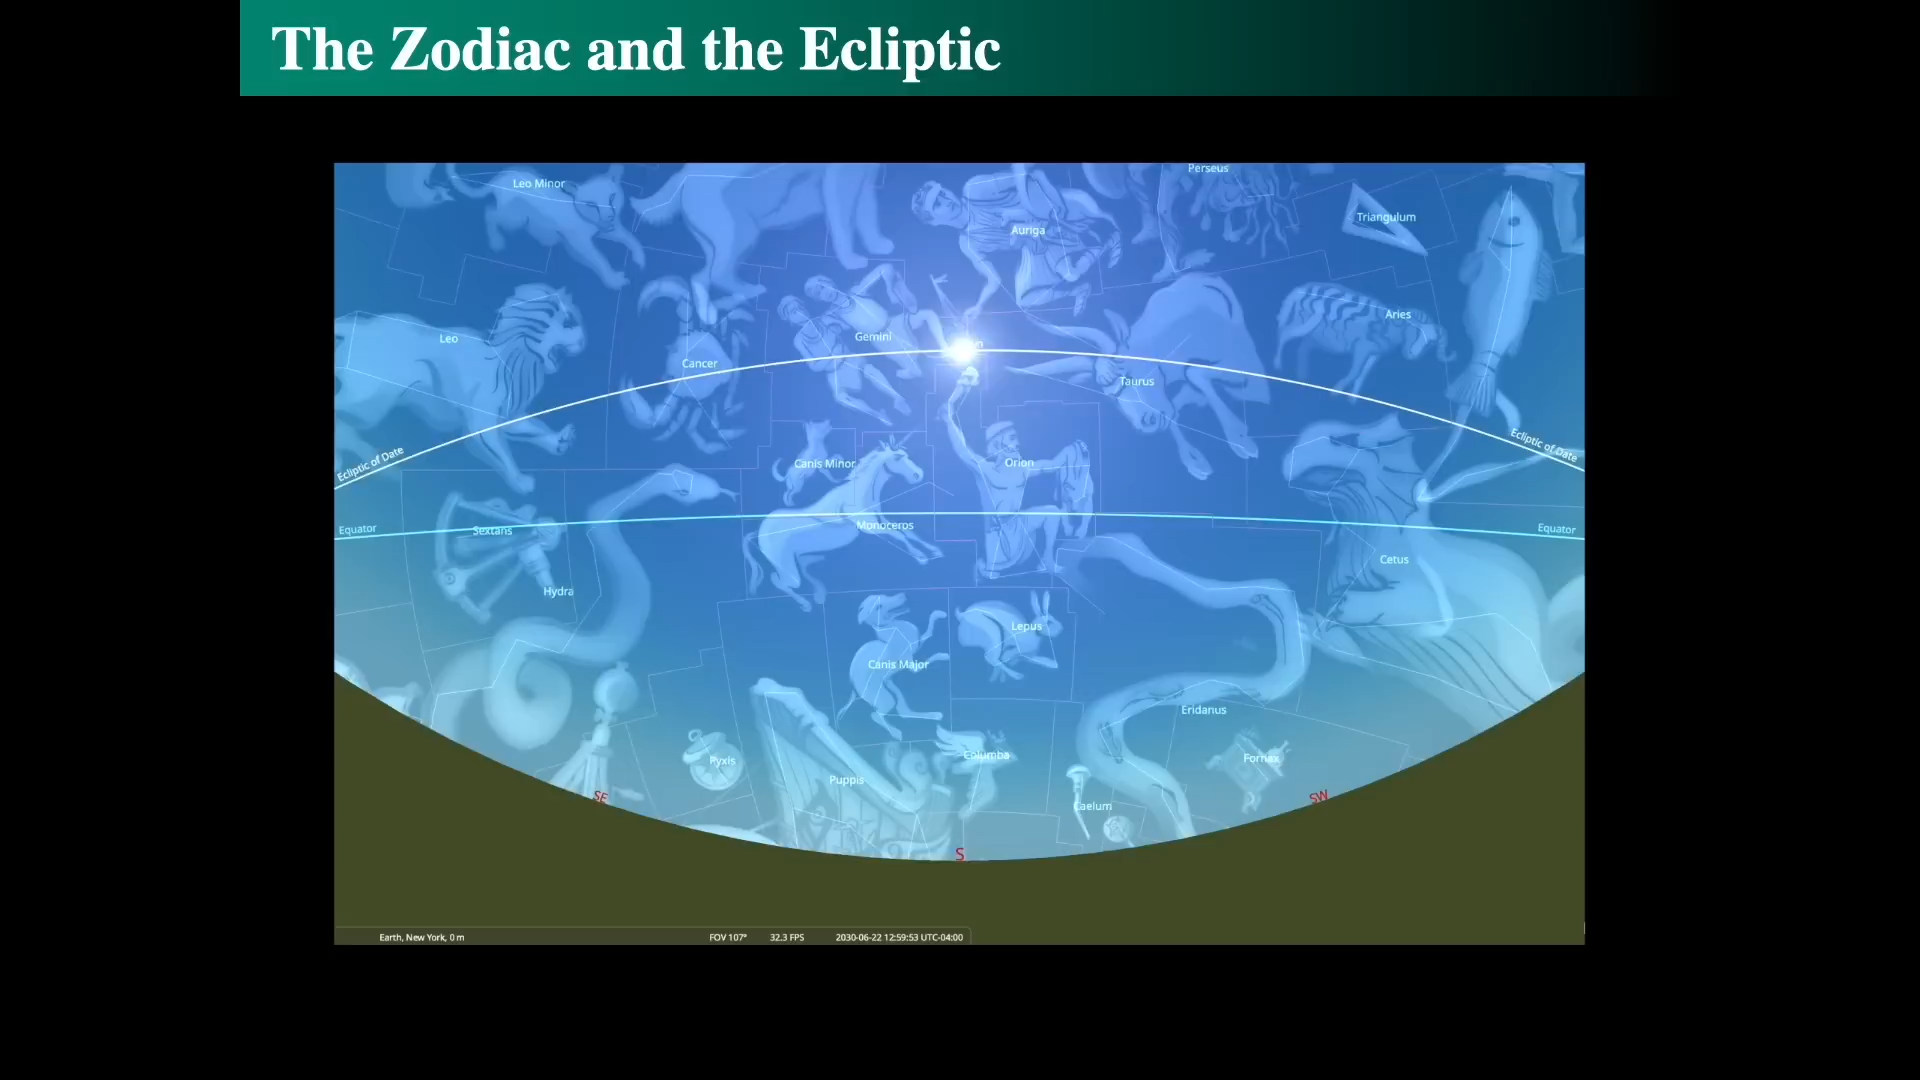 The Zodiac and the Ecliptic
Perseus
Leo Minor
Triangulum
Auriga
Aries
Leo
Gemini
Cancer
Taurus
Ecliptic of Date
Ecliptic of Date
Canis Minor
Orion
Equator
Sextans
Monoceros
Equator
Cetus
Hydra
Lepus
Canis Major
Eridanus
Pyxis
Columba
Fornax
Puppis
SE
SW
Caelum
S
Earth, New York, 0 m
FOV 107°
32.3 FPS
2030-06-22 12:59:53 UTC-04:00